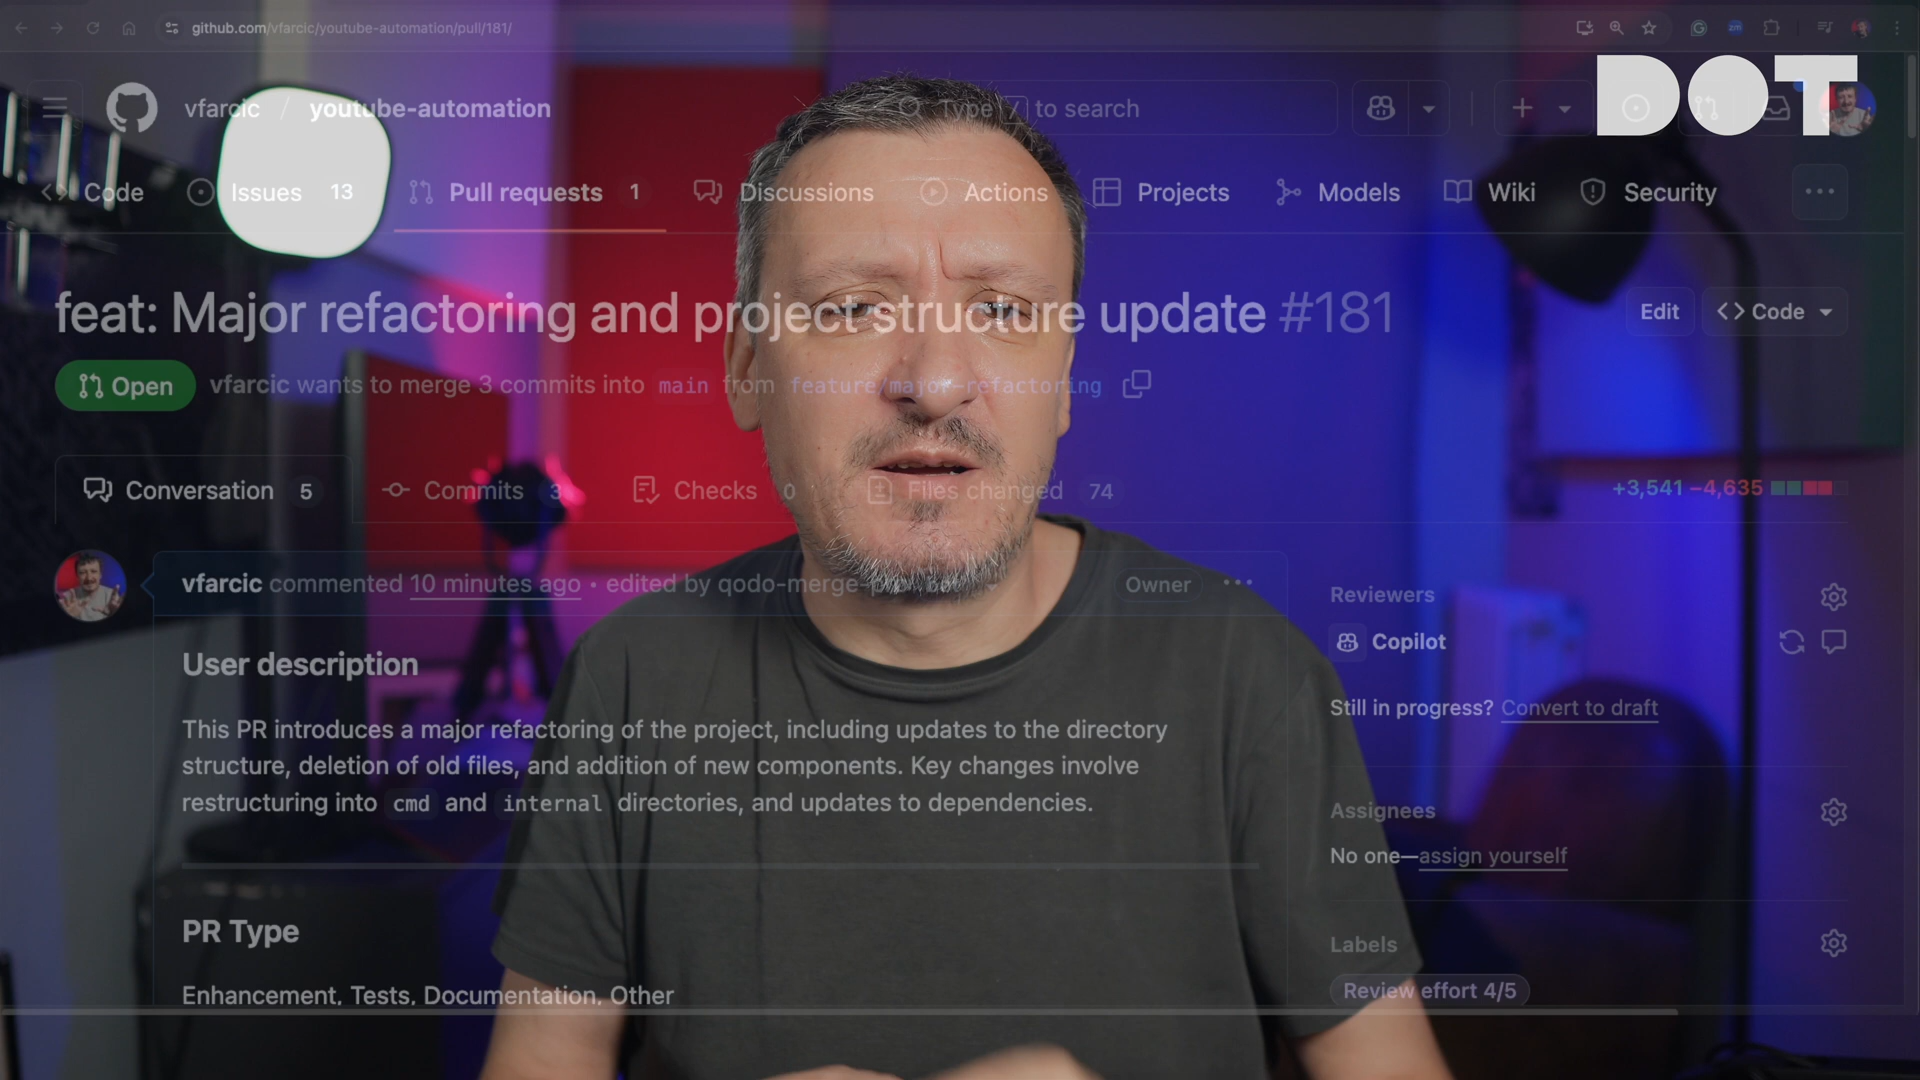 github.com/vfarcic/youtube-automation/pull/181/
DOT
vfarcic / youtube-automation
Type / to search
Code Issues 13 Pull requests 1 Discussions Actions Projects Models Wiki Security
feat: Major refactoring and project structure update #181
Edit <> Code
Open vfarcic wants to merge 3 commits into main from feature/major-refactoring
Conversation 5 Commits 3 Checks 0 Files changed 74 +3,541 −4,635
vfarcic commented 10 minutes ago • edited by qodo-merge- Owner
User description
This PR introduces a major refactoring of the project, including updates to the directory
structure, deletion of old files, and addition of new components. Key changes involve
restructuring into cmd and internal directories, and updates to dependencies.
PR Type
Enhancement, Tests, Documentation, Other
Reviewers
Copilot
Still in progress? Convert to draft
Assignees
No one—assign yourself
Labels
Review effort 4/5